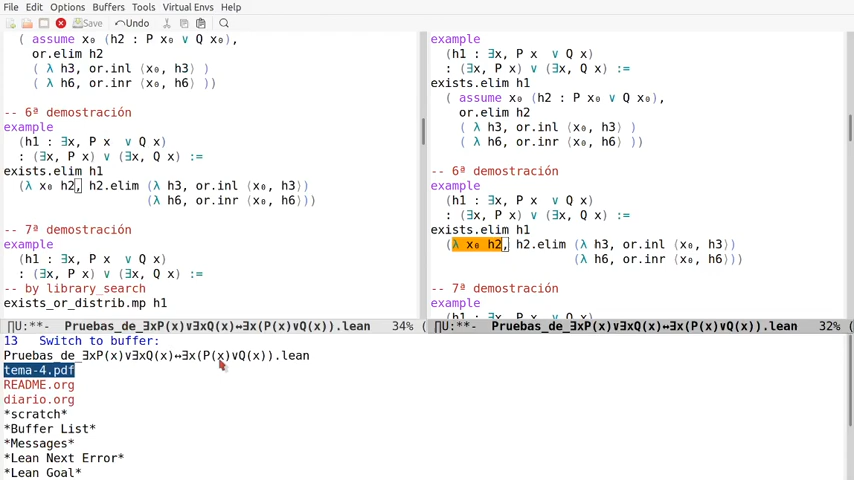 File Edit Options Buffers Tools Virtual Envs Help
Save Undo
( assume x₀ (h2 : P x₀ ∨ Q x₀),
or.elim h2
( λ h3, or.inl ⟨x₀, h3⟩ )
( λ h6, or.inr ⟨x₀, h6⟩ ))
-- 6ª demostración
example
(h1 : ∃x, P x ∨ Q x)
: (∃x, P x) ∨ (∃x, Q x) :=
exists.elim h1
(λ x₀ h2, h2.elim (λ h3, or.inl ⟨x₀, h3⟩)
(λ h6, or.inr ⟨x₀, h6⟩))
-- 7ª demostración
example
(h1 : ∃x, P x ∨ Q x)
: (∃x, P x) ∨ (∃x, Q x) :=
-- by library_search
exists_or_distrib.mp h1
∏U:**- Pruebas_de_∃xP(x)∨∃xQ(x)↔∃x(P(x)∨Q(x)).lean 34% (
example
(h1 : ∃x, P x ∨ Q x)
: (∃x, P x) ∨ (∃x, Q x) :=
exists.elim h1
( assume x₀ (h2 : P x₀ ∨ Q x₀),
or.elim h2
( λ h3, or.inl ⟨x₀, h3⟩ )
( λ h6, or.inr ⟨x₀, h6⟩ ))
-- 6ª demostración
example
(h1 : ∃x, P x ∨ Q x)
: (∃x, P x) ∨ (∃x, Q x) :=
exists.elim h1
(λ x₀ h2, h2.elim (λ h3, or.inl ⟨x₀, h3⟩)
(λ h6, or.inr ⟨x₀, h6⟩))
-- 7ª demostración
example
(h1 : ∃x, P x ∨ Q x)
∏U:**- Pruebas_de_∃xP(x)∨∃xQ(x)↔∃x(P(x)∨Q(x)).lean 32% (
13 Switch to buffer:
Pruebas_de_∃xP(x)∨∃xQ(x)↔∃x(P(x)∨Q(x)).lean
tema-4.pdf
README.org
diario.org
*scratch*
*Buffer List*
*Messages*
*Lean Next Error*
*Lean Goal*